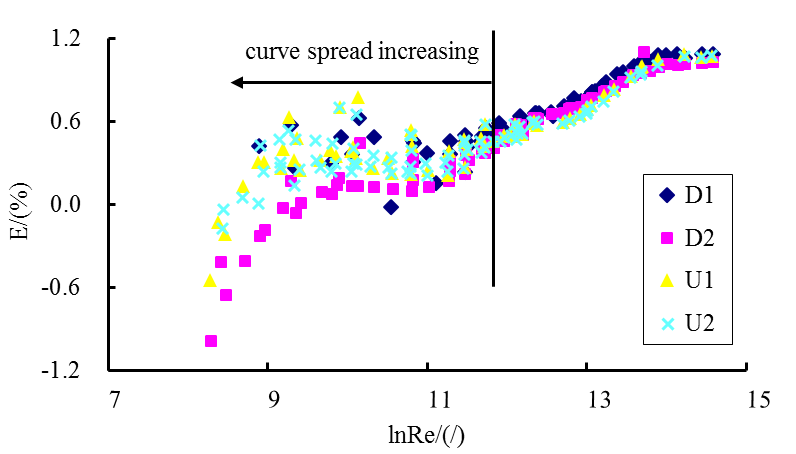 1.2
curve spread increasing
0.6
0.0
-0.6
-1.2
E/(%)
D1
D2
U1
U2
7 9 11 13 15
lnRe/(/)